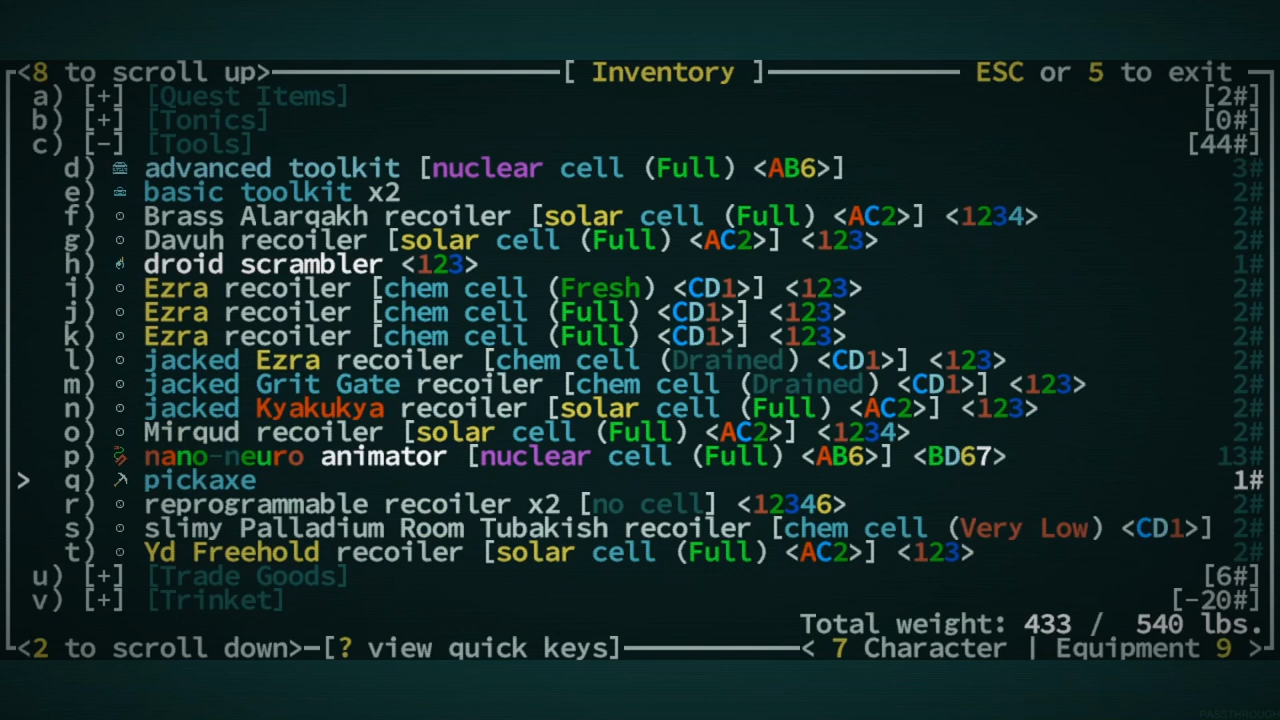 <8 to scroll up> [ Inventory ] ESC or 5 to exit
a) [+] [Quest Items] [2#]
b) [+] [Tonics] [0#]
c) [-] [Tools] [44#]
d) advanced toolkit [nuclear cell (Full) <AB6>] 3#
e) basic toolkit x2 2#
f) Brass Alarqakh recoiler [solar cell (Full) <AC2>] <1234> 2#
g) Davuh recoiler [solar cell (Full) <AC2>] <123> 2#
h) droid scrambler <123> 1#
i) Ezra recoiler [chem cell (Fresh) <CD1>] <123> 2#
j) Ezra recoiler [chem cell (Full) <CD1>] <123> 2#
k) Ezra recoiler [chem cell (Full) <CD1>] <123> 2#
l) jacked Ezra recoiler [chem cell (Drained) <CD1>] <123> 2#
m) jacked Grit Gate recoiler [chem cell (Drained) <CD1>] <123> 2#
n) jacked Kyakukya recoiler [solar cell (Full) <AC2>] <123> 2#
o) Mirqud recoiler [solar cell (Full) <AC2>] <1234> 2#
p) nano-neuro animator [nuclear cell (Full) <AB6>] <BD67> 13#
> q) pickaxe 1#
r) reprogrammable recoiler x2 [no cell] <12346> 2#
s) slimy Palladium Room Tubakish recoiler [chem cell (Very Low) <CD1>] 2#
t) Yd Freehold recoiler [solar cell (Full) <AC2>] <123> 2#
u) [+] [Trade Goods] [6#]
v) [+] [Trinket] [-20#]
Total weight: 433 / 540 lbs.
<2 to scroll down> [? view quick keys] < 7 Character | Equipment 9 >